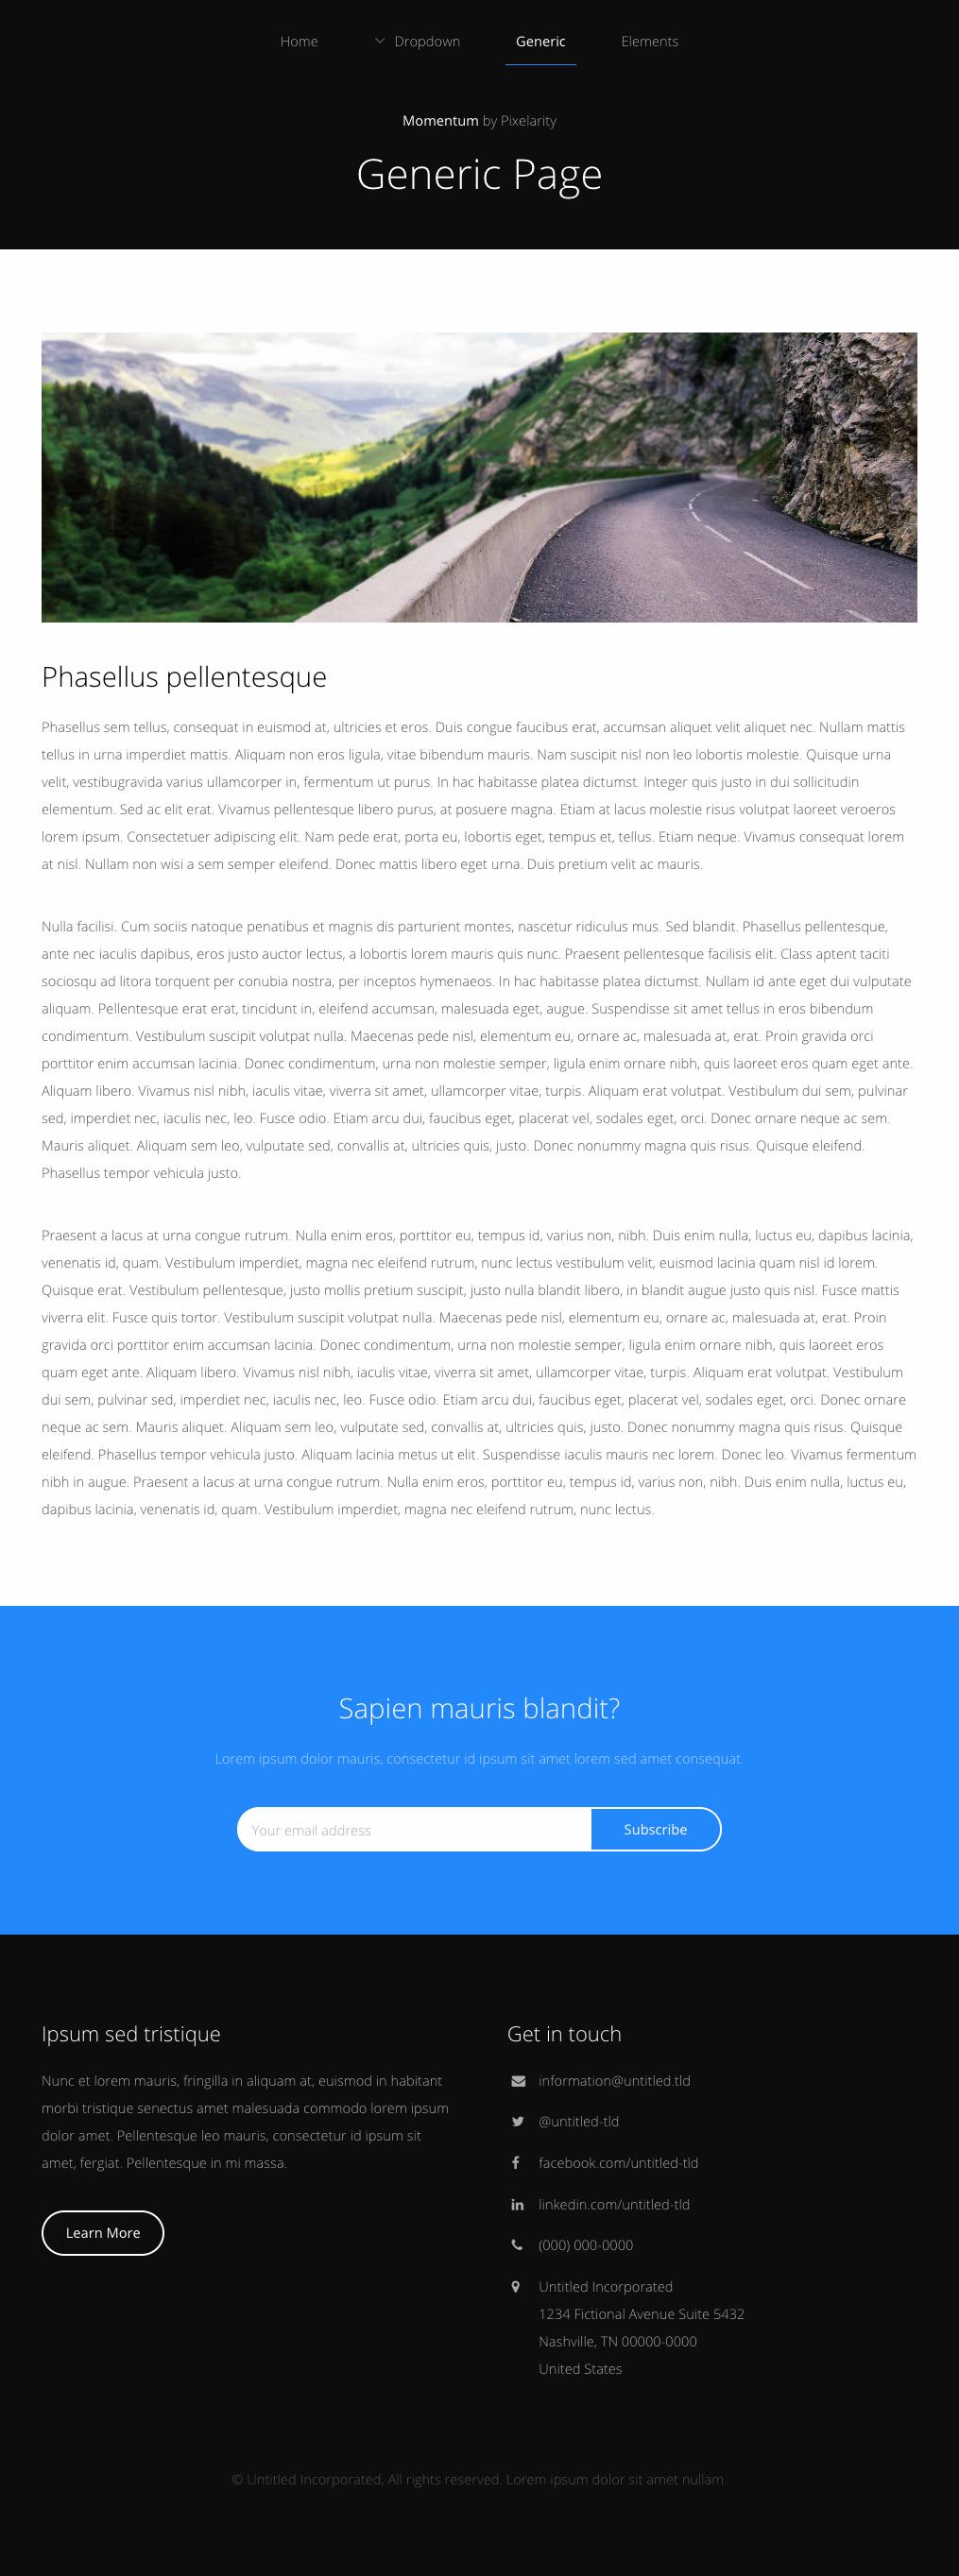 Home Dropdown Generic Elements
Momentum by Pixelarity
Generic Page
Phasellus pellentesque
Phasellus sem tellus, consequat in euismod at, ultricies et eros. Duis congue faucibus erat, accumsan aliquet velit aliquet nec. Nullam mattis
tellus in urna imperdiet mattis. Aliquam non eros ligula, vitae bibendum mauris. Nam suscipit nisl non leo lobortis molestie. Quisque urna
velit, vestibugravida varius ullamcorper in, fermentum ut purus. In hac habitasse platea dictumst. Integer quis justo in dui sollicitudin
elementum. Sed ac elit erat. Vivamus pellentesque libero purus, at posuere magna. Etiam at lacus molestie risus volutpat laoreet veroeros
lorem ipsum. Consectetuer adipiscing elit. Nam pede erat, porta eu, lobortis eget, tempus et, tellus. Etiam neque. Vivamus consequat lorem
at nisl. Nullam non wisi a sem semper eleifend. Donec mattis libero eget urna. Duis pretium velit ac mauris.
Nulla facilisi. Cum sociis natoque penatibus et magnis dis parturient montes, nascetur ridiculus mus. Sed blandit. Phasellus pellentesque,
ante nec iaculis dapibus, eros justo auctor lectus, a lobortis lorem mauris quis nunc. Praesent pellentesque facilisis elit. Class aptent taciti
sociosqu ad litora torquent per conubia nostra, per inceptos hymenaeos. In hac habitasse platea dictumst. Nullam id ante eget dui vulputate
aliquam. Pellentesque erat erat, tincidunt in, eleifend accumsan, malesuada eget, augue. Suspendisse sit amet tellus in eros bibendum
condimentum. Vestibulum suscipit volutpat nulla. Maecenas pede nisl, elementum eu, ornare ac, malesuada at, erat. Proin gravida orci
porttitor enim accumsan lacinia. Donec condimentum, urna non molestie semper, ligula enim ornare nibh, quis laoreet eros quam eget ante.
Aliquam libero. Vivamus nisl nibh, iaculis vitae, viverra sit amet, ullamcorper vitae, turpis. Aliquam erat volutpat. Vestibulum dui sem, pulvinar
sed, imperdiet nec, iaculis nec, leo. Fusce odio. Etiam arcu dui, faucibus eget, placerat vel, sodales eget, orci. Donec ornare neque ac sem.
Mauris aliquet. Aliquam sem leo, vulputate sed, convallis at, ultricies quis, justo. Donec nonummy magna quis risus. Quisque eleifend.
Phasellus tempor vehicula justo.
Praesent a lacus at urna congue rutrum. Nulla enim eros, porttitor eu, tempus id, varius non, nibh. Duis enim nulla, luctus eu, dapibus lacinia,
venenatis id, quam. Vestibulum imperdiet, magna nec eleifend rutrum, nunc lectus vestibulum velit, euismod lacinia quam nisl id lorem.
Quisque erat. Vestibulum pellentesque, justo mollis pretium suscipit, justo nulla blandit libero, in blandit augue justo quis nisl. Fusce mattis
viverra elit. Fusce quis tortor. Vestibulum suscipit volutpat nulla. Maecenas pede nisl, elementum eu, ornare ac, malesuada at, erat. Proin
gravida orci porttitor enim accumsan lacinia. Donec condimentum, urna non molestie semper, ligula enim ornare nibh, quis laoreet eros
quam eget ante. Aliquam libero. Vivamus nisl nibh, iaculis vitae, viverra sit amet, ullamcorper vitae, turpis. Aliquam erat volutpat. Vestibulum
dui sem, pulvinar sed, imperdiet nec, iaculis nec, leo. Fusce odio. Etiam arcu dui, faucibus eget, placerat vel, sodales eget, orci. Donec ornare
neque ac sem. Mauris aliquet. Aliquam sem leo, vulputate sed, convallis at, ultricies quis, justo. Donec nonummy magna quis risus. Quisque
eleifend. Phasellus tempor vehicula justo. Aliquam lacinia metus ut elit. Suspendisse iaculis mauris nec lorem. Donec leo. Vivamus fermentum
nibh in augue. Praesent a lacus at urna congue rutrum. Nulla enim eros, porttitor eu, tempus id, varius non, nibh. Duis enim nulla, luctus eu,
dapibus lacinia, venenatis id, quam. Vestibulum imperdiet, magna nec eleifend rutrum, nunc lectus.
Sapien mauris blandit?
Lorem ipsum dolor mauris, consectetur id ipsum sit amet lorem sed amet consequat.
Your email address Subscribe
Ipsum sed tristique
Nunc et lorem mauris, fringilla in aliquam at, euismod in habitant
morbi tristique senectus amet malesuada commodo lorem ipsum
dolor amet. Pellentesque leo mauris, consectetur id ipsum sit
amet, fergiat. Pellentesque in mi massa.
Learn More
Get in touch
information@untitled.tld
@untitled-tld
facebook.com/untitled-tld
linkedin.com/untitled-tld
(000) 000-0000
Untitled Incorporated
1234 Fictional Avenue Suite 5432
Nashville, TN 00000-0000
United States
© Untitled Incorporated, All rights reserved. Lorem ipsum dolor sit amet nullam.